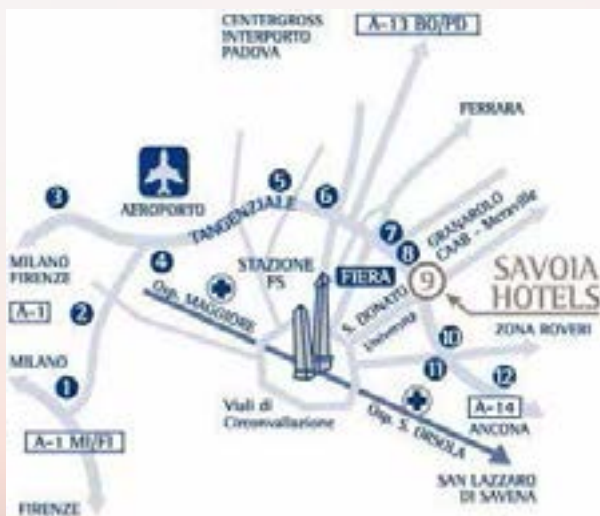 CENTERGROSS
INTERPORTO
PADOVA
A-13 BO/PD
FERRARA
3
AEROPORTO
5
6
TANGENZIALE
7
8
GRANAROLO
CAAB - Meraville
MILANO
FIRENZE
4
STAZIONE
FS
FIERA
9
SAVOIA
HOTELS
Osp. MAGGIORE
S. DONATO
Università
A-1
2
10
ZONA ROVERI
MILANO
1
11
12
Viali di
Circonvallazione
Osp. S. ORSOLA
A-14
ANCONA
A-1 MI/FI
SAN LAZZARO
DI SAVENA
FIRENZE